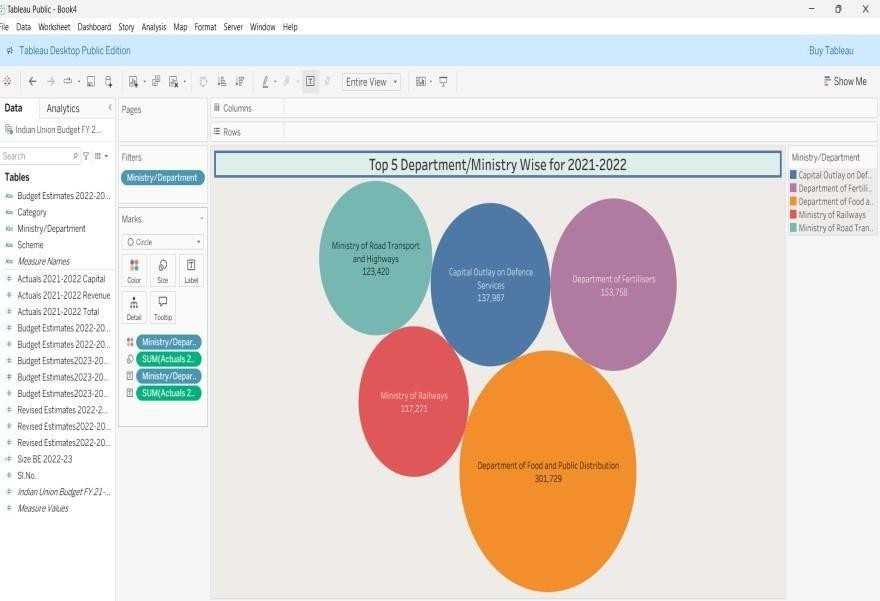 Tableau Public - Book4
File Data Worksheet Dashboard Story Analysis Map Format Server Window Help
Tableau Desktop Public Edition
Buy Tableau
Entire View
Show Me
Data Analytics
Indian Union Budget FY 2...
Search
Tables
Abc Budget Estimates 2022-20...
Abc Category
Abc Ministry/Department
Abc Scheme
Abc Measure Names
# Actuals 2021-2022 Capital
# Actuals 2021-2022 Revenue
# Actuals 2021-2022 Total
# Budget Estimates 2022-20...
# Budget Estimates 2022-20...
# Budget Estimates2023-20...
# Budget Estimates2023-20...
# Budget Estimates2023-20...
# Revised Estimates 2022-2...
# Revised Estimates2022-20...
# Revised Estimates2022-20...
# Size BE 2022-23
# Sl.No.
# Indian Union Budget FY 21-...
# Measure Values
Pages
Filters
Ministry/Department
Marks
Circle
Color Size Label
Detail Tooltip
Ministry/Depar..
SUM(Actuals 2..
Ministry/Depar..
SUM(Actuals 2..
Columns
Rows
Top 5 Department/Ministry Wise for 2021-2022
Ministry of Road Transport
and Highways
123,420
Capital Outlay on Defence
Services
137,987
Department of Fertilisers
153,758
Ministry of Railways
117,271
Department of Food and Public Distribution
301,729
Ministry/Department
Capital Outlay on Def..
Department of Fertili..
Department of Food a..
Ministry of Railways
Ministry of Road Tran..